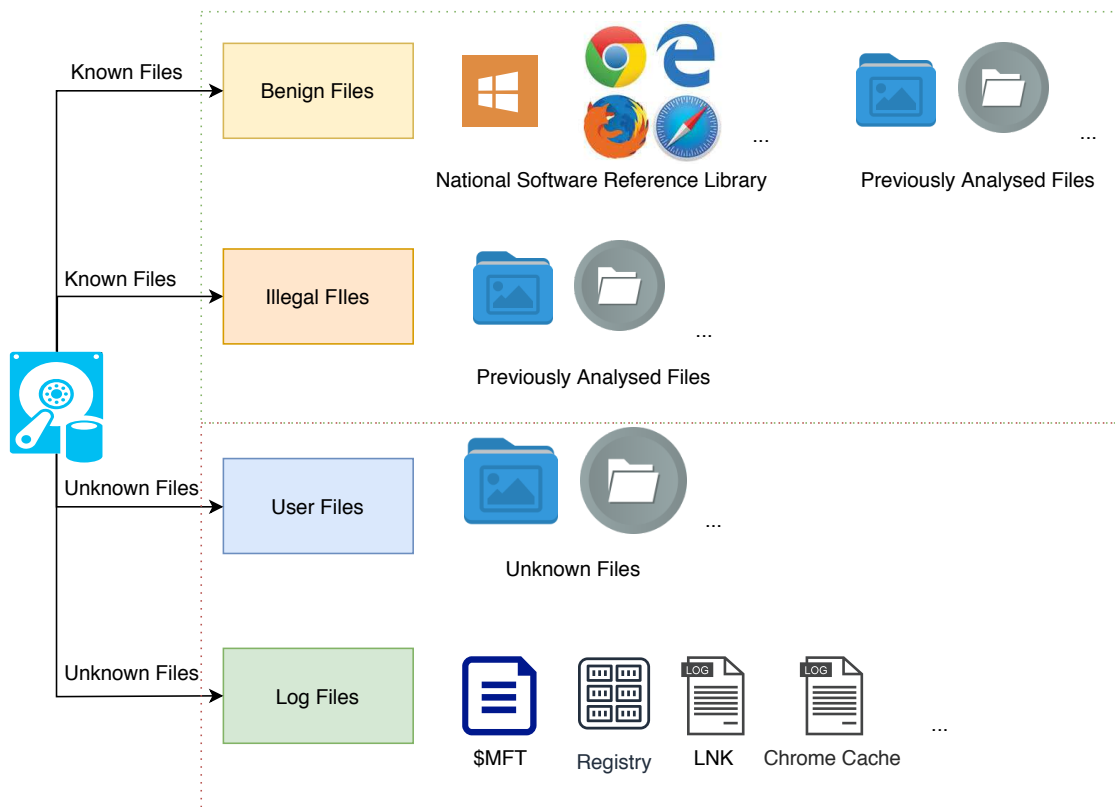 Known Files
Benign Files
...
...
National Software Reference Library
Previously Analysed Files
Known Files
Illegal FIles
...
Previously Analysed Files
Unknown Files
User Files
...
Unknown Files
Unknown Files
Log Files
LOG
LOG
...
$MFT
Registry
LNK
Chrome Cache